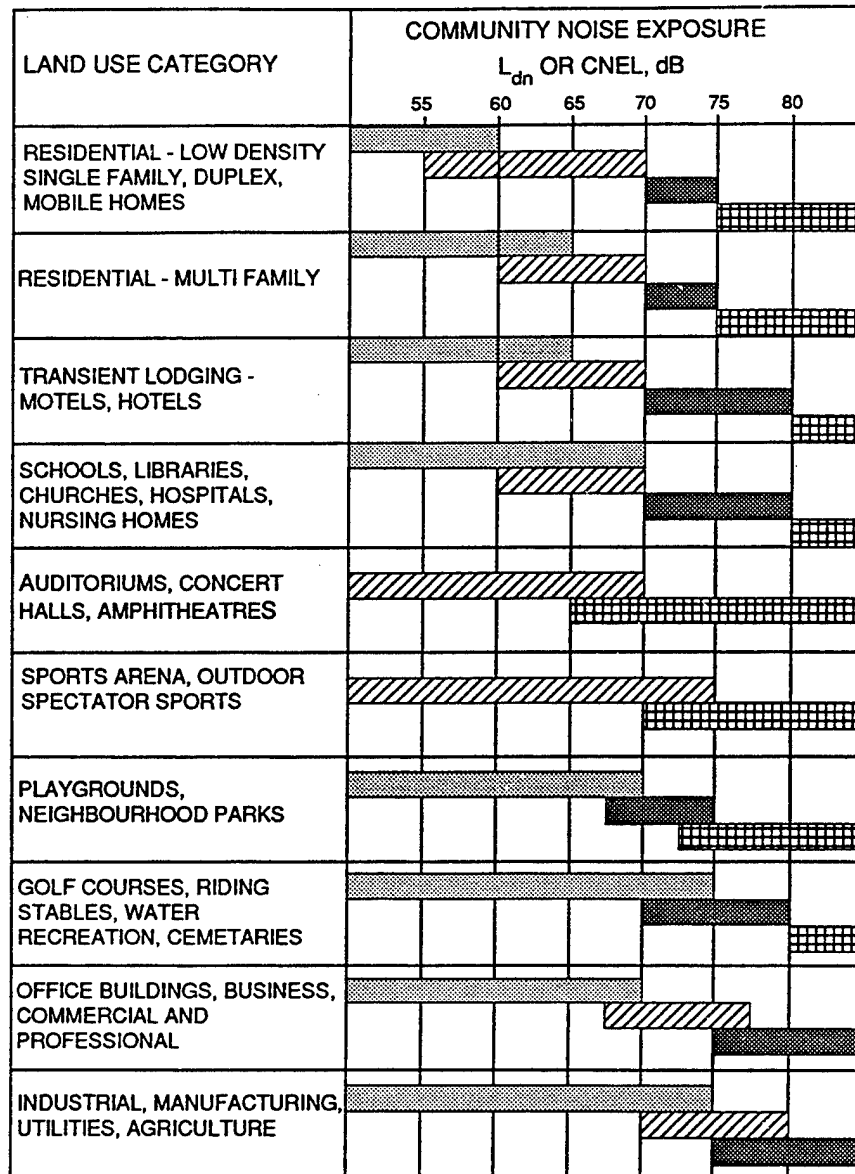 LAND USE CATEGORY
COMMUNITY NOISE EXPOSURE
Ldn OR CNEL, dB
55 60 65 70 75 80
RESIDENTIAL - LOW DENSITY
SINGLE FAMILY, DUPLEX,
MOBILE HOMES
RESIDENTIAL - MULTI FAMILY
TRANSIENT LODGING -
MOTELS, HOTELS
SCHOOLS, LIBRARIES,
CHURCHES, HOSPITALS,
NURSING HOMES
AUDITORIUMS, CONCERT
HALLS, AMPHITHEATRES
SPORTS ARENA, OUTDOOR
SPECTATOR SPORTS
PLAYGROUNDS,
NEIGHBOURHOOD PARKS
GOLF COURSES, RIDING
STABLES, WATER
RECREATION, CEMETARIES
OFFICE BUILDINGS, BUSINESS,
COMMERCIAL AND
PROFESSIONAL
INDUSTRIAL, MANUFACTURING,
UTILITIES, AGRICULTURE